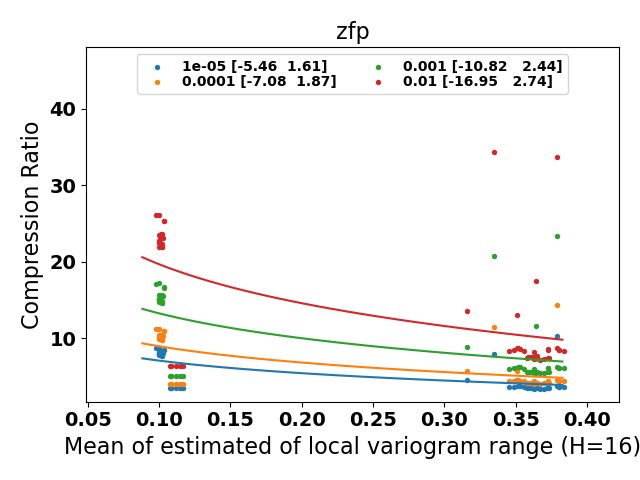 zfp
1e-05 [-5.46  1.61]
0.0001 [-7.08  1.87]
0.001 [-10.82   2.44]
0.01 [-16.95   2.74]
Compression Ratio
40
30
20
10
0.05 0.10 0.15 0.20 0.25 0.30 0.35 0.40
Mean of estimated of local variogram range (H=16)